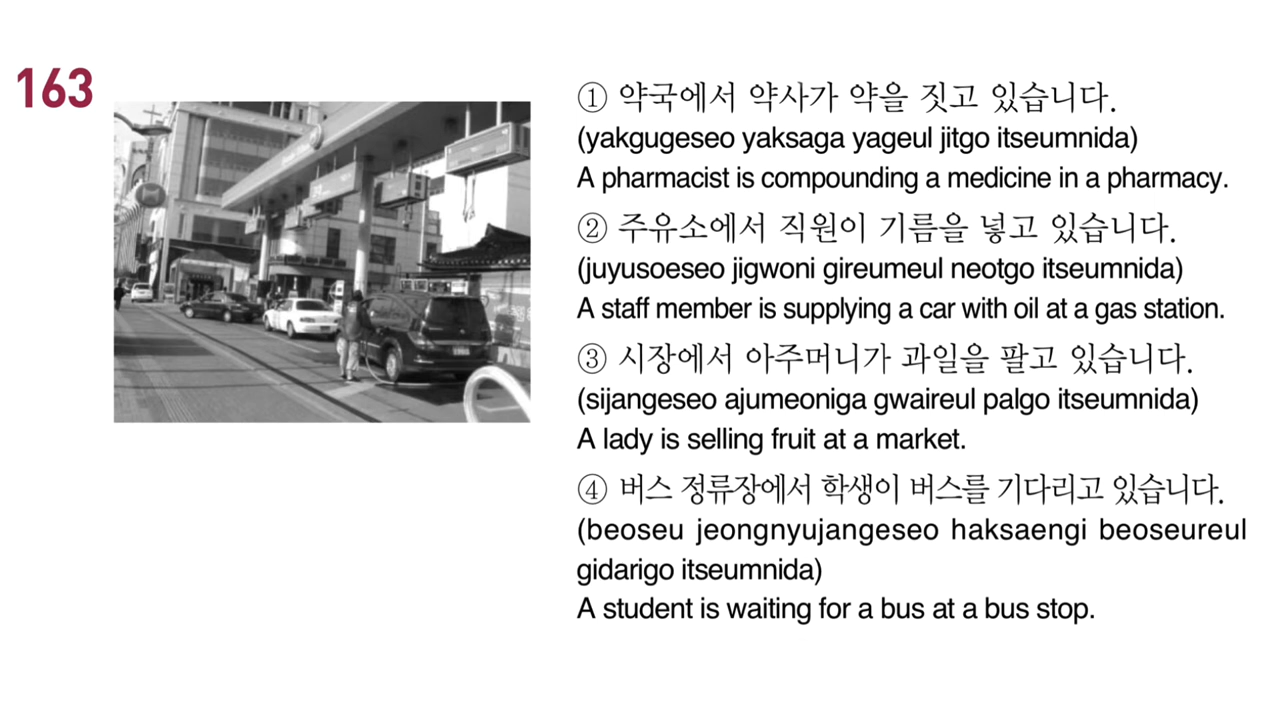 163
① 약국에서 약사가 약을 짓고 있습니다.
(yakgugeseo yaksaga yageul jitgo itseumnida)
A pharmacist is compounding a medicine in a pharmacy.
② 주유소에서 직원이 기름을 넣고 있습니다.
(juyusoeseo jigwoni gireumeul neotgo itseumnida)
A staff member is supplying a car with oil at a gas station.
③ 시장에서 아주머니가 과일을 팔고 있습니다.
(sijangeseo ajumeoniga gwaireul palgo itseumnida)
A lady is selling fruit at a market.
④ 버스 정류장에서 학생이 버스를 기다리고 있습니다.
(beoseu jeongnyujangeseo haksaengi beoseureul
gidarigo itseumnida)
A student is waiting for a bus at a bus stop.